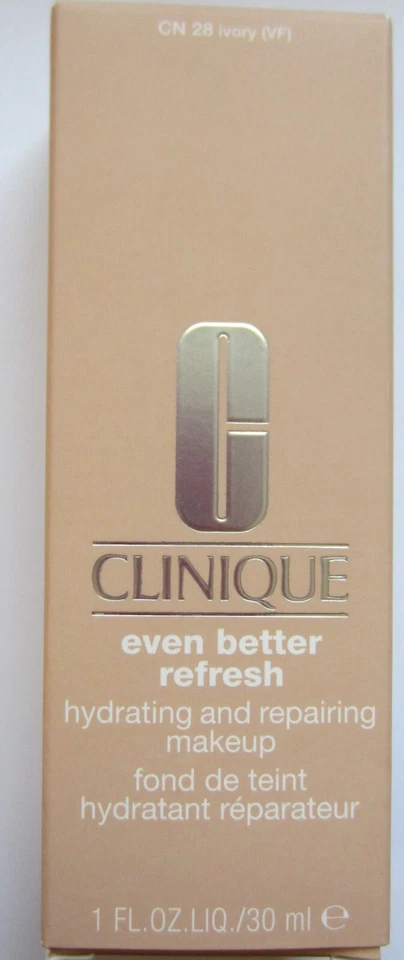 CN 28 ivory (VF)
C
CLINIQUE
even better
refresh
hydrating and repairing
makeup
fond de teint
hydratant réparateur
1 FL.OZ.LIQ./30 ml ℮